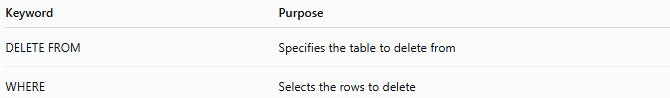 Keyword Purpose
DELETE FROM Specifies the table to delete from
WHERE Selects the rows to delete